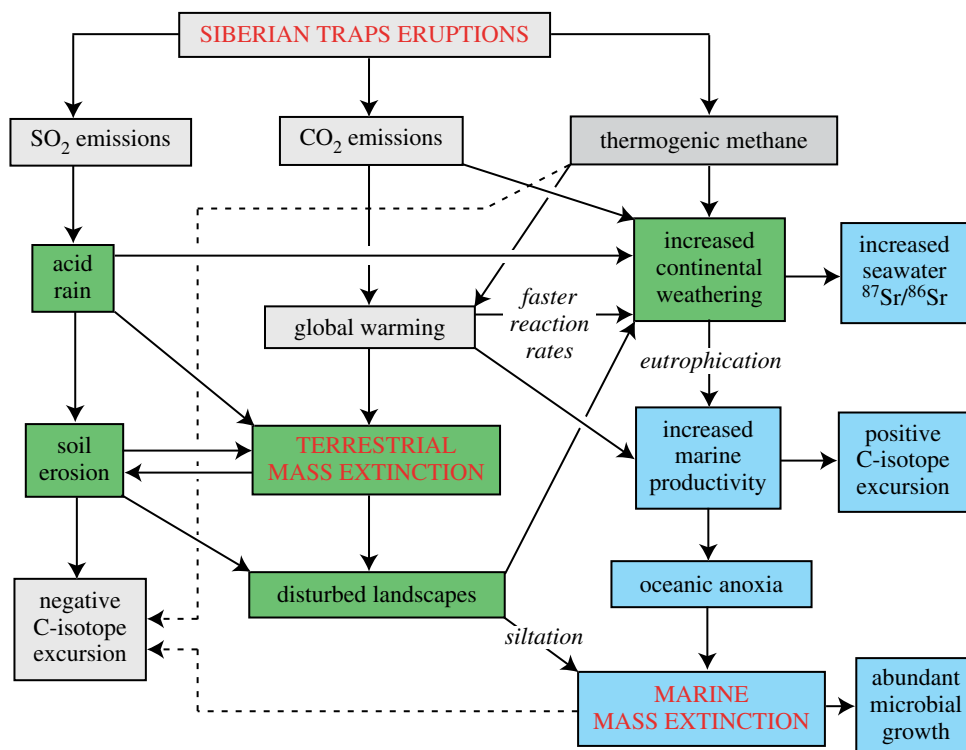 SIBERIAN TRAPS ERUPTIONS
SO₂ emissions
CO₂ emissions
thermogenic methane
acid
rain
increased
continental
weathering
increased
seawater
⁸⁷Sr/⁸⁶Sr
global warming
faster
reaction
rates
eutrophication
soil
erosion
TERRESTRIAL
MASS EXTINCTION
increased
marine
productivity
positive
C-isotope
excursion
negative
C-isotope
excursion
disturbed landscapes
oceanic anoxia
siltation
MARINE
MASS EXTINCTION
abundant
microbial
growth